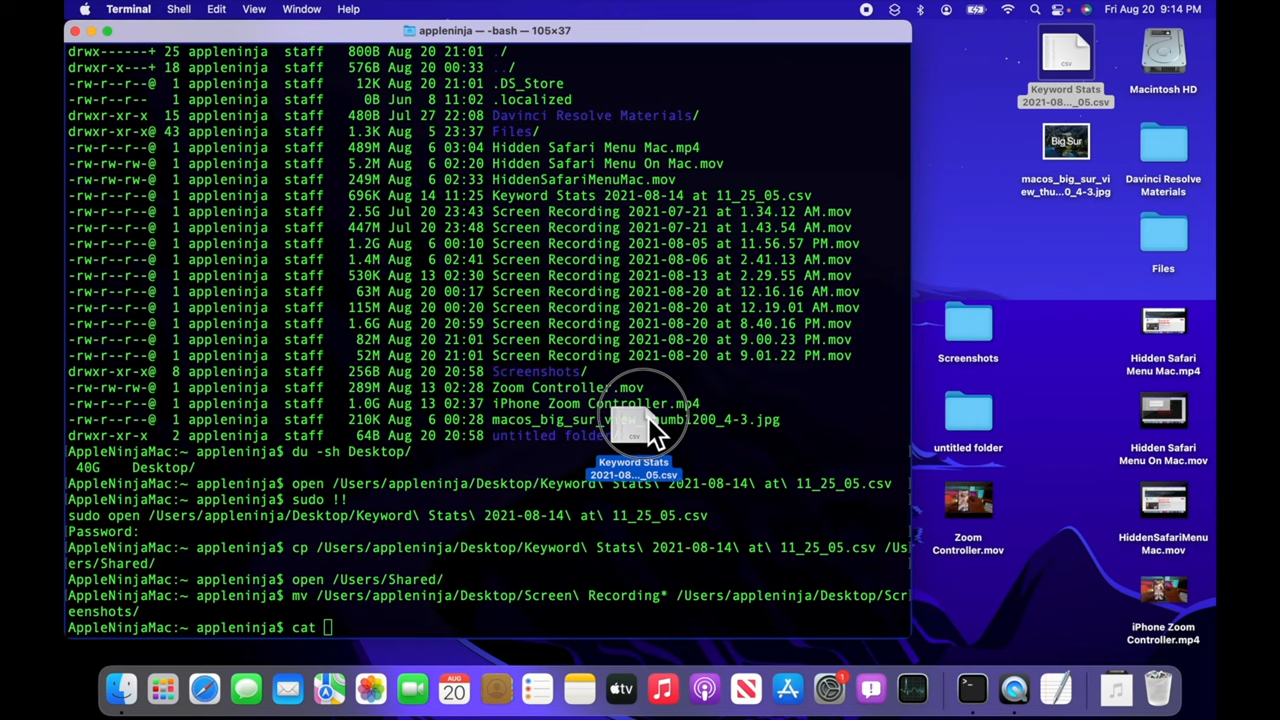 Terminal Shell Edit View Window Help
1
Fri Aug 20 9:14 PM
appleninja — -bash — 105×37
drwx------+ 25 appleninja staff 800B Aug 20 21:01 ./
drwxr-x---+ 18 appleninja staff 576B Aug 20 00:33 ../
-rw-r--r--@ 1 appleninja staff 12K Aug 20 21:01 .DS_Store
-rw-r--r-- 1 appleninja staff 0B Jun 8 11:02 .localized
drwxr-xr-x 15 appleninja staff 480B Jul 27 22:08 Davinci Resolve Materials/
drwxr-xr-x@ 43 appleninja staff 1.3K Aug 5 23:37 Files/
-rw-r--r--@ 1 appleninja staff 489M Aug 6 03:04 Hidden Safari Menu Mac.mp4
-rw-rw-rw-@ 1 appleninja staff 5.2M Aug 6 02:20 Hidden Safari Menu On Mac.mov
-rw-rw-rw-@ 1 appleninja staff 249M Aug 6 02:33 HiddenSafariMenuMac.mov
-rw-r--r--@ 1 appleninja staff 696K Aug 14 11:25 Keyword Stats 2021-08-14 at 11_25_05.csv
-rw-r--r--@ 1 appleninja staff 2.5G Jul 20 23:43 Screen Recording 2021-07-21 at 1.34.12 AM.mov
-rw-r--r--@ 1 appleninja staff 447M Jul 20 23:48 Screen Recording 2021-07-21 at 1.43.54 AM.mov
-rw-r--r--@ 1 appleninja staff 1.2G Aug 6 00:10 Screen Recording 2021-08-05 at 11.56.57 PM.mov
-rw-r--r--@ 1 appleninja staff 1.4M Aug 6 02:41 Screen Recording 2021-08-06 at 2.41.13 AM.mov
-rw-r--r--@ 1 appleninja staff 530K Aug 13 02:30 Screen Recording 2021-08-13 at 2.29.55 AM.mov
-rw-r--r--@ 1 appleninja staff 63M Aug 20 00:17 Screen Recording 2021-08-20 at 12.16.16 AM.mov
-rw-r--r--@ 1 appleninja staff 115M Aug 20 00:20 Screen Recording 2021-08-20 at 12.19.01 AM.mov
-rw-r--r--@ 1 appleninja staff 1.6G Aug 20 20:59 Screen Recording 2021-08-20 at 8.40.16 PM.mov
-rw-r--r--@ 1 appleninja staff 82M Aug 20 21:01 Screen Recording 2021-08-20 at 9.00.23 PM.mov
-rw-r--r--@ 1 appleninja staff 52M Aug 20 21:01 Screen Recording 2021-08-20 at 9.01.22 PM.mov
drwxr-xr-x@ 8 appleninja staff 256B Aug 20 20:58 Screenshots/
-rw-rw-rw-@ 1 appleninja staff 289M Aug 13 02:28 Zoom Controller.mov
-rw-r--r--@ 1 appleninja staff 1.0G Aug 13 02:37 iPhone Zoom Controller.mp4
-rw-r--r--@ 1 appleninja staff 210K Aug 6 00:28 macos_big_sur_view_thumb1200_4-3.jpg
drwxr-xr-x 2 appleninja staff 64B Aug 20 20:58 untitled folder
AppleNinjaMac:~ appleninja$ du -sh Desktop/
40G Desktop/
AppleNinjaMac:~ appleninja$ open /Users/appleninja/Desktop/Keyword\ Stats\ 2021-08-14\ at\ 11_25_05.csv
AppleNinjaMac:~ appleninja$ sudo !!
sudo open /Users/appleninja/Desktop/Keyword\ Stats\ 2021-08-14\ at\ 11_25_05.csv
Password:
AppleNinjaMac:~ appleninja$ cp /Users/appleninja/Desktop/Keyword\ Stats\ 2021-08-14\ at\ 11_25_05.csv /Us
ers/Shared/
AppleNinjaMac:~ appleninja$ open /Users/Shared/
AppleNinjaMac:~ appleninja$ mv /Users/appleninja/Desktop/Screen\ Recording* /Users/appleninja/Desktop/Scr
eenshots/
AppleNinjaMac:~ appleninja$ cat
CSV
Keyword Stats
2021-08..._05.csv
CSV
Keyword Stats
2021-08..._05.csv
Macintosh HD
Big Sur
macos_big_sur_vi
ew_thu...0_4-3.jpg
Davinci Resolve
Materials
Files
Screenshots
Hidden Safari
Menu Mac.mp4
untitled folder
Hidden Safari
Menu On Mac.mov
Zoom
Controller.mov
HiddenSafariMenu
Mac.mov
iPhone Zoom
Controller.mp4
AUG
20
tv